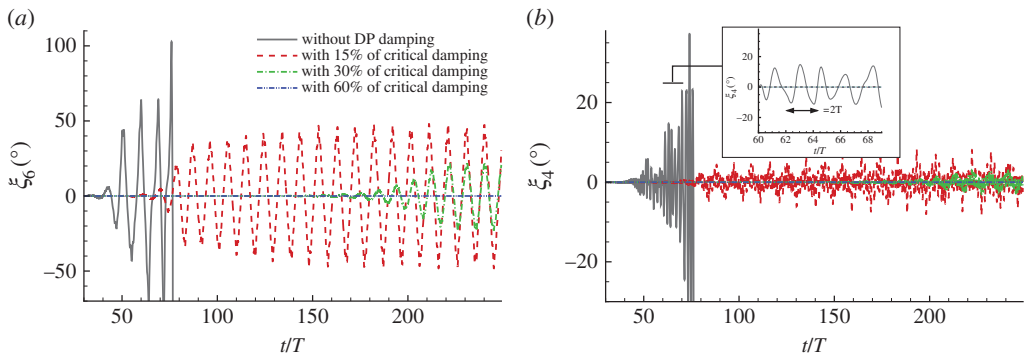 (a)
100
50
0
−50
ξ6(°)
without DP damping
with 15% of critical damping
with 30% of critical damping
with 60% of critical damping
50
100
150
200
t/T
(b)
20
0
−20
ξ4(°)
20
0
−20
ξ4(°)
=2T
60
62
64
66
68
t/T
50
100
150
200
t/T